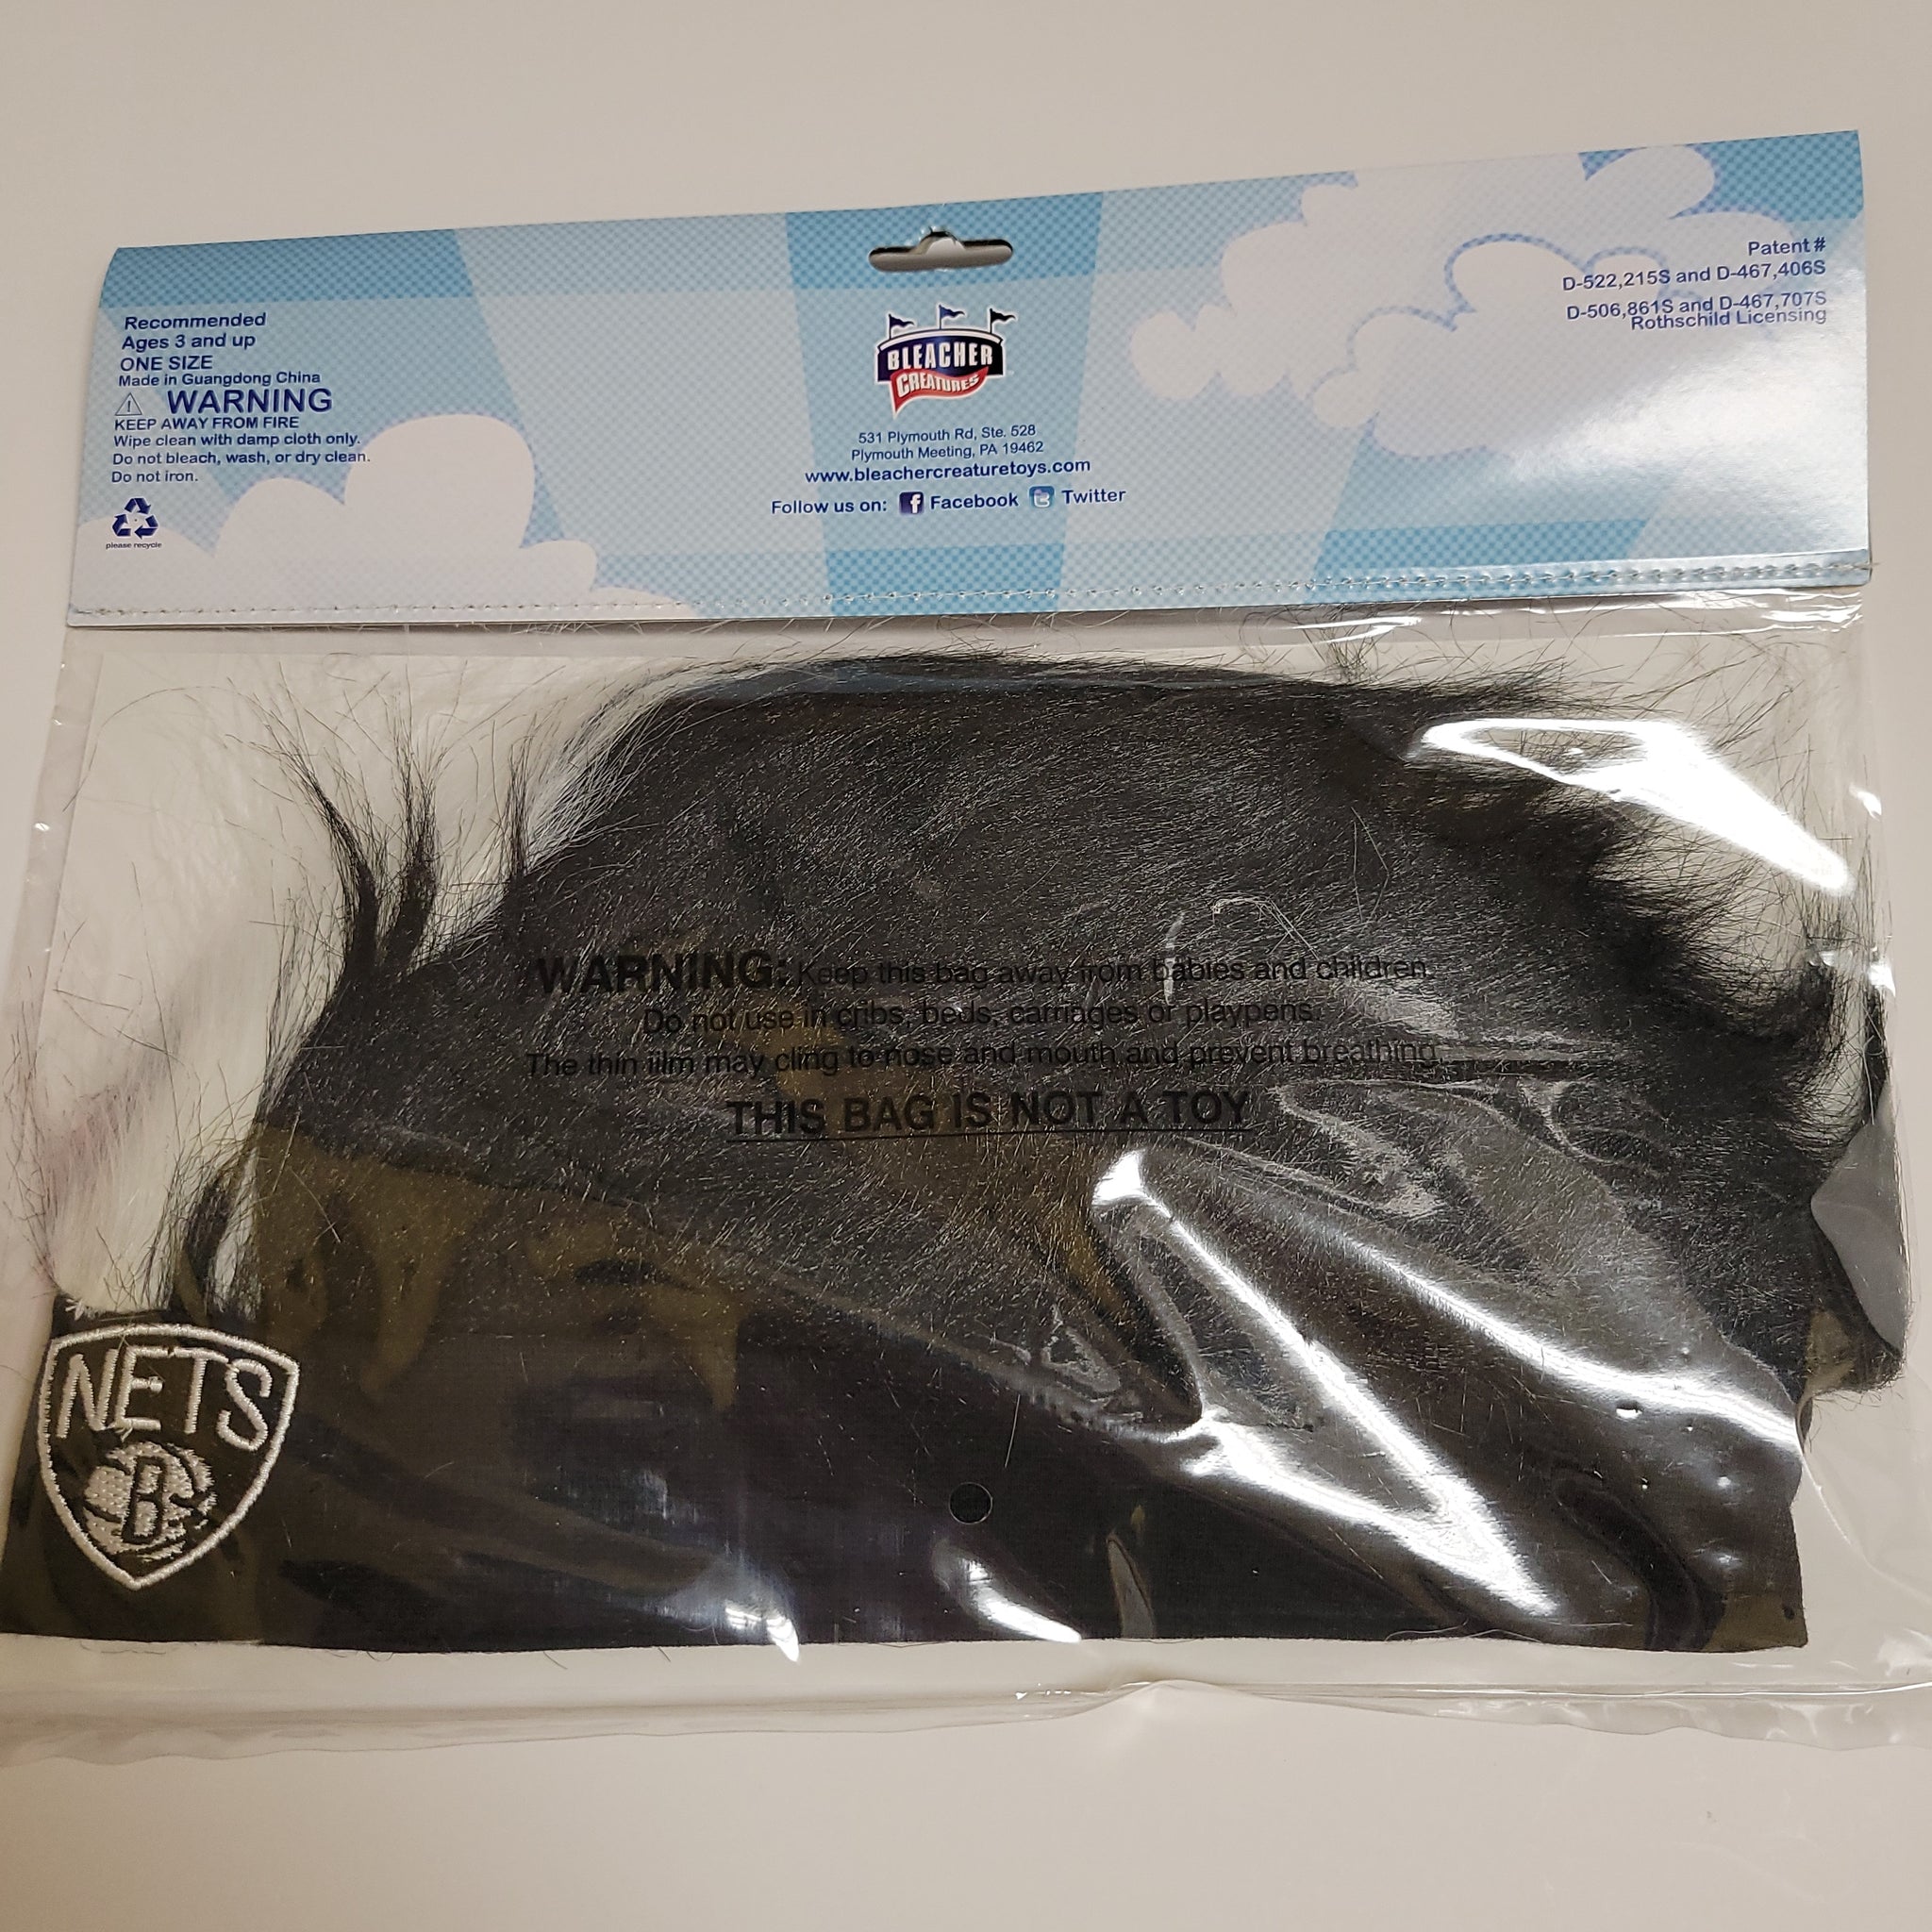 Recommended
Ages 3 and up
ONE SIZE
Made in Guangdong China
WARNING
KEEP AWAY FROM FIRE
Wipe clean with damp cloth only.
Do not bleach, wash, or dry clean.
Do not iron.
please recycle
BLEACHER
CREATURES
531 Plymouth Rd, Ste. 528
Plymouth Meeting, PA 19462
www.bleachercreaturetoys.com
Follow us on: Facebook Twitter
Patent #
D-522,215S and D-467,406S
D-506,861S and D-467,707S
Rothschild Licensing
WARNING: Keep this bag away from babies and children.
Do not use in cribs, beds, carriages or playpens.
The thin iilm may cling to nose and mouth and prevent breathing.
THIS BAG IS NOT A TOY
NETS
B